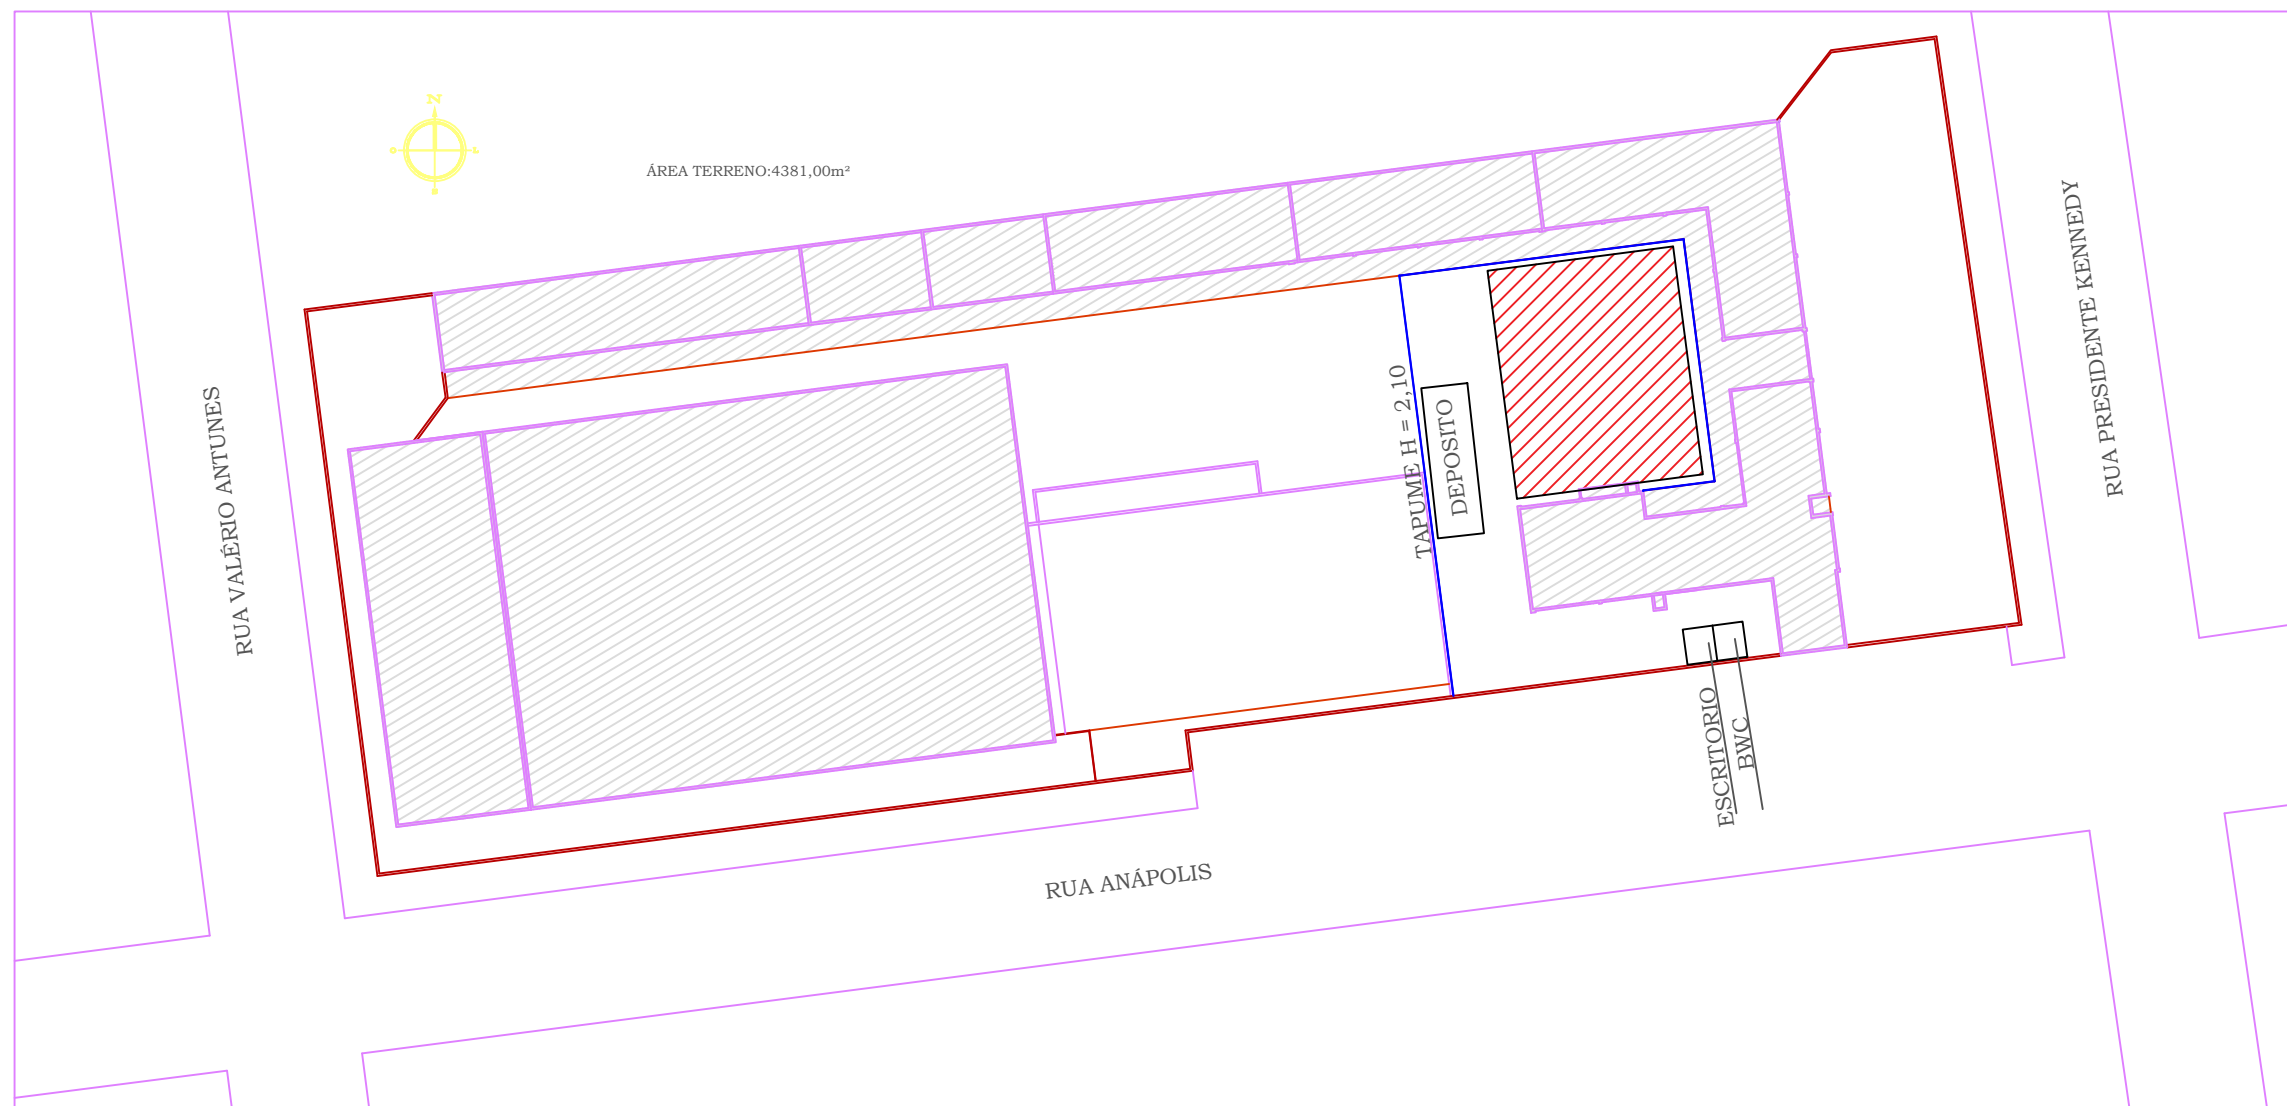 N
O
L
ÁREA TERRENO:4381,00m²
RUA VALÉRIO ANTUNES
TAPUME H = 2,10
DEPOSITO
RUA PRESIDENTE KENNEDY
ESCRITORIO
BWC
RUA ANÁPOLIS